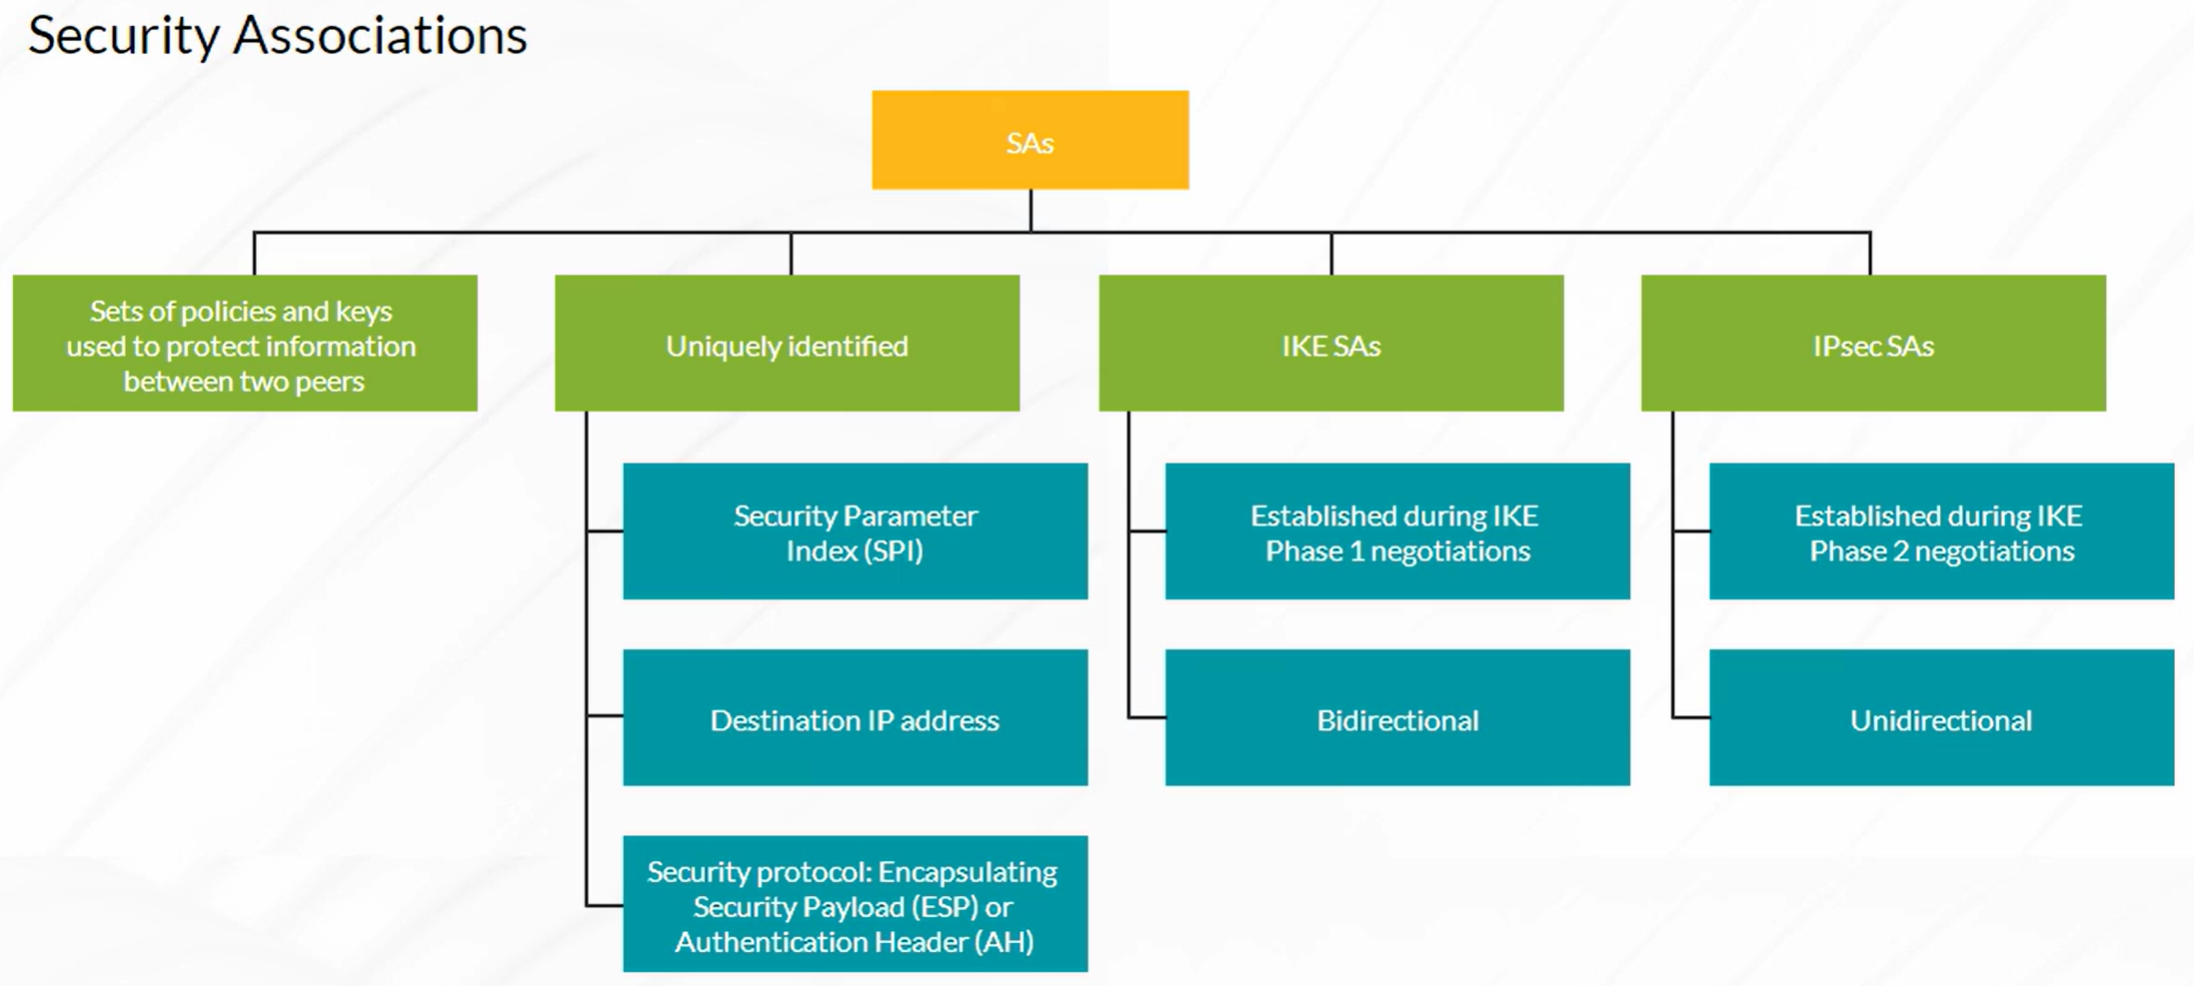 Security Associations
SAs
Sets of policies and keys
used to protect information
between two peers
Uniquely identified
Security Parameter
Index (SPI)
Destination IP address
Security protocol: Encapsulating
Security Payload (ESP) or
Authentication Header (AH)
IKE SAs
Established during IKE
Phase 1 negotiations
Bidirectional
IPsec SAs
Established during IKE
Phase 2 negotiations
Unidirectional